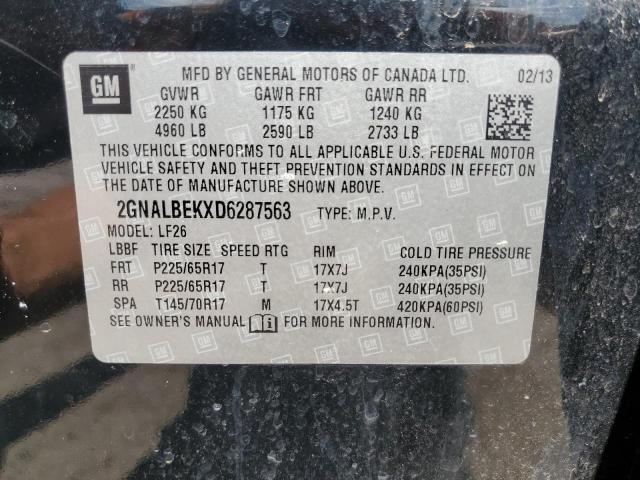 GM
MFD BY GENERAL MOTORS OF CANADA LTD. 02/13
GVWR GAWR FRT GAWR RR
2250 KG 1175 KG 1240 KG
4960 LB 2590 LB 2733 LB
THIS VEHICLE CONFORMS TO ALL APPLICABLE U.S. FEDERAL MOTOR
VEHICLE SAFETY AND THEFT PREVENTION STANDARDS IN EFFECT ON
THE DATE OF MANUFACTURE SHOWN ABOVE.
2GNALBEKXD6287563 TYPE: M.P.V.
MODEL: LF26
LBBF TIRE SIZE SPEED RTG RIM COLD TIRE PRESSURE
FRT P225/65R17 T 17X7J 240KPA(35PSI)
RR P225/65R17 T 17X7J 240KPA(35PSI)
SPA T145/70R17 M 17X4.5T 420KPA(60PSI)
SEE OWNER'S MANUAL FOR MORE INFORMATION.